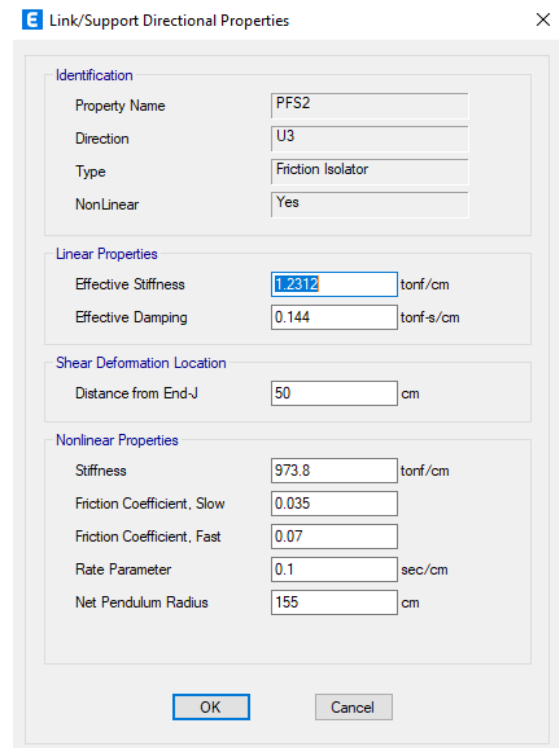 E Link/Support Directional Properties
Identification
Property Name PFS2
Direction U3
Type Friction Isolator
NonLinear Yes
Linear Properties
Effective Stiffness 1.2312 tonf/cm
Effective Damping 0.144 tonf-s/cm
Shear Deformation Location
Distance from End-J 50 cm
Nonlinear Properties
Stiffness 973.8 tonf/cm
Friction Coefficient, Slow 0.035
Friction Coefficient, Fast 0.07
Rate Parameter 0.1 sec/cm
Net Pendulum Radius 155 cm
OK Cancel